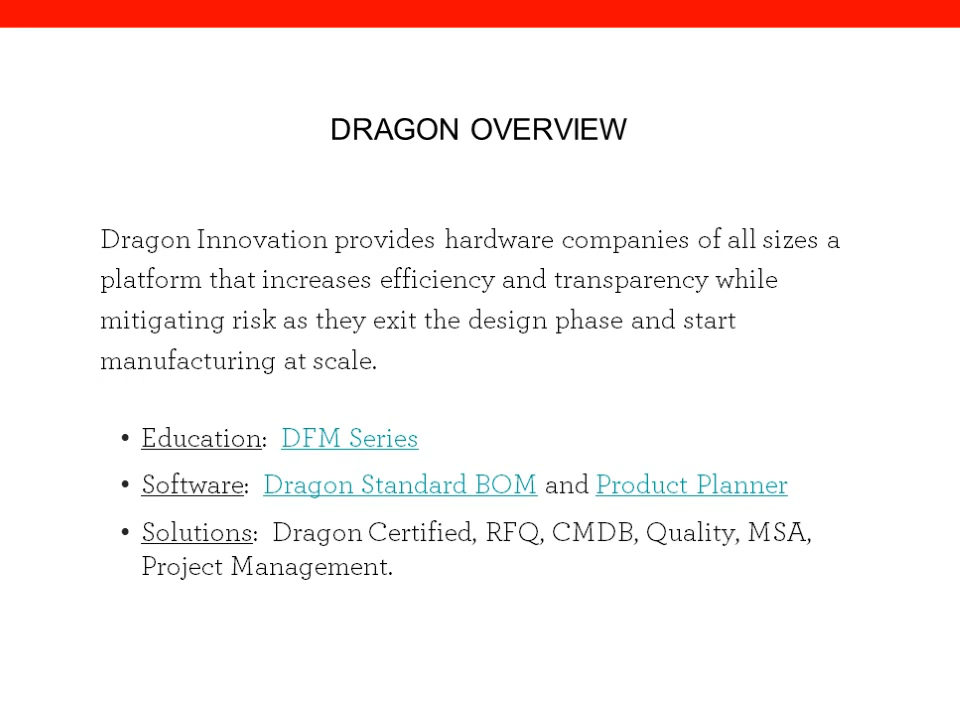 DRAGON OVERVIEW
Dragon Innovation provides hardware companies of all sizes a
platform that increases efficiency and transparency while
mitigating risk as they exit the design phase and start
manufacturing at scale.
• Education: DFM Series
• Software: Dragon Standard BOM and Product Planner
• Solutions: Dragon Certified, RFQ, CMDB, Quality, MSA,
Project Management.